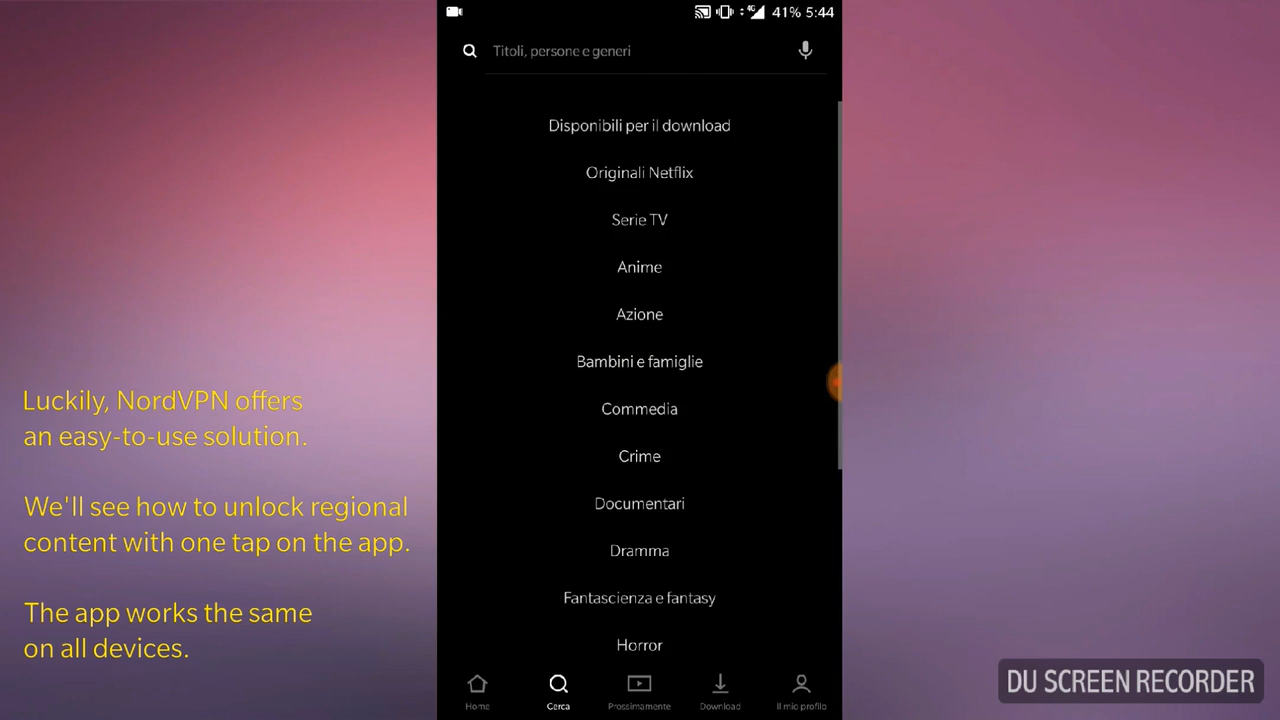 4G 41% 5:44
Titoli, persone e generi
Disponibili per il download
Originali Netflix
Serie TV
Anime
Azione
Bambini e famiglie
Commedia
Crime
Documentari
Dramma
Fantascienza e fantasy
Horror
Home Cerca Prossimamente Download Il mio profilo
Luckily, NordVPN offers
an easy-to-use solution.
We'll see how to unlock regional
content with one tap on the app.
The app works the same
on all devices.
DU SCREEN RECORDER